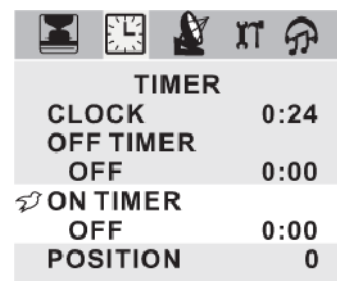 TIMER
CLOCK 0:24
OFF TIMER
OFF 0:00
ON TIMER
OFF 0:00
POSITION 0